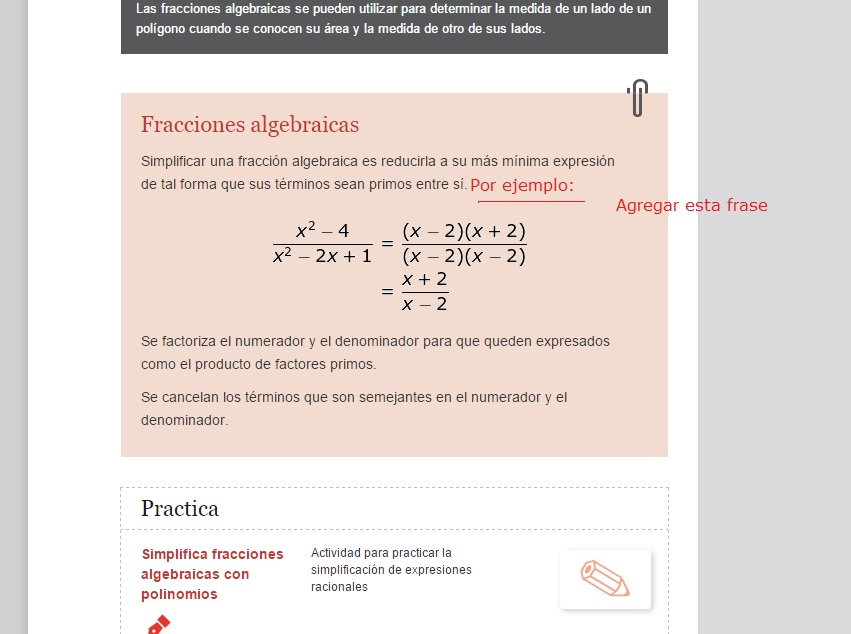 Las fracciones algebraicas se pueden utilizar para determinar la medida de un lado de un
polígono cuando se conocen su área y la medida de otro de sus lados.
Fracciones algebraicas
Simplificar una fracción algebraica es reducirla a su más mínima expresión
de tal forma que sus términos sean primos entre sí. Por ejemplo:
Agregar esta frase
x² − 4 / x² − 2x + 1 = (x − 2)(x + 2) / (x − 2)(x − 2)
= x + 2 / x − 2
Se factoriza el numerador y el denominador para que queden expresados
como el producto de factores primos.
Se cancelan los términos que son semejantes en el numerador y el
denominador.
Practica
Simplifica fracciones
algebraicas con
polinomios
Actividad para practicar la
simplificación de expresiones
racionales